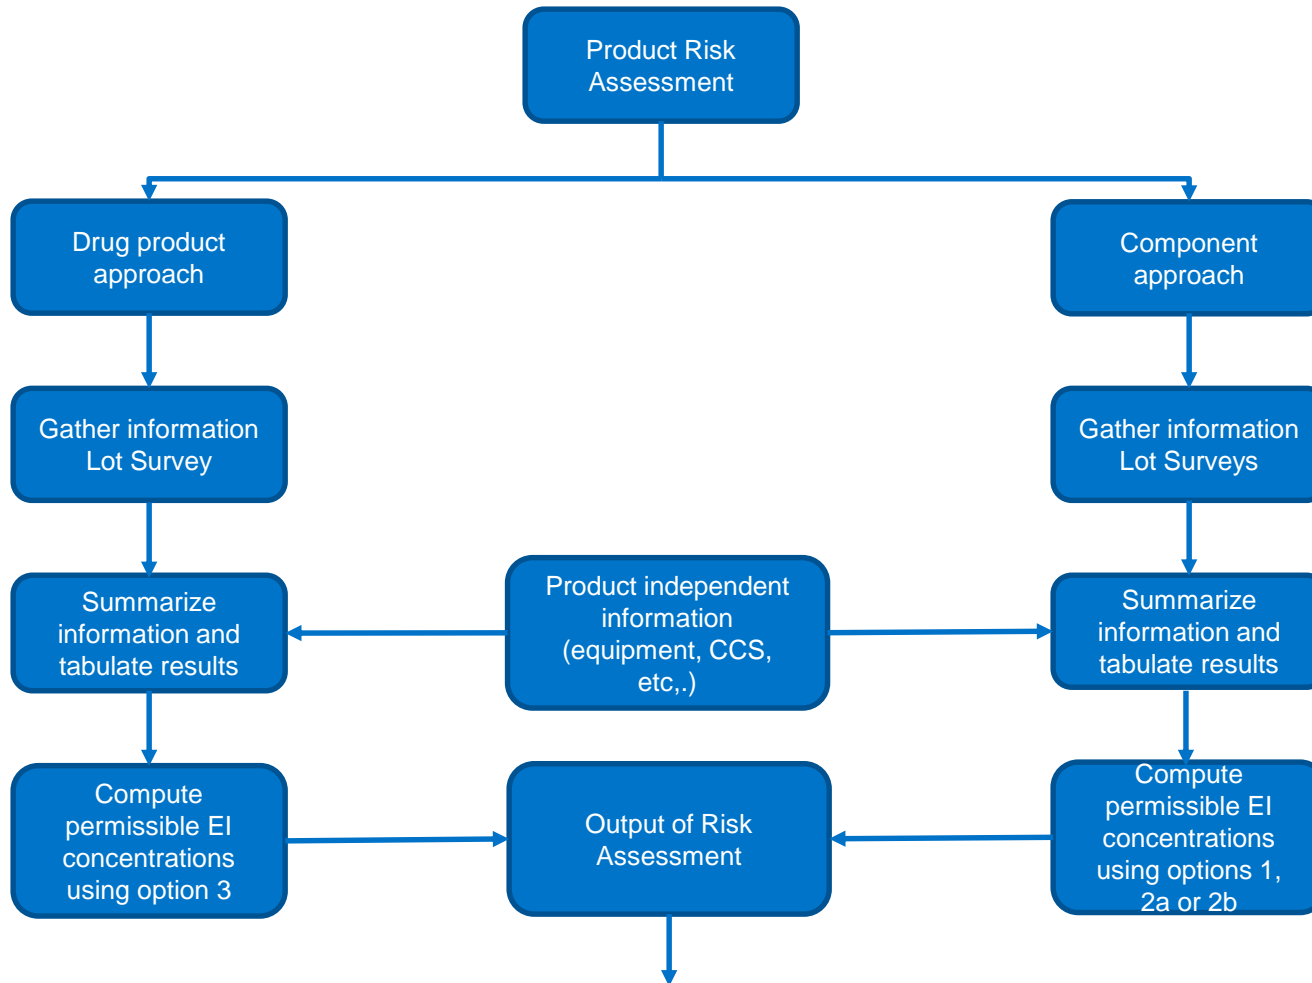 Product Risk
Assessment
Drug product
approach
Component
approach
Gather information
Lot Survey
Gather information
Lot Surveys
Summarize
information and
tabulate results
Product independent
information
(equipment, CCS,
etc,.)
Summarize
information and
tabulate results
Compute
permissible EI
concentrations
using option 3
Output of Risk
Assessment
Compute
permissible EI
concentrations
using options 1,
2a or 2b